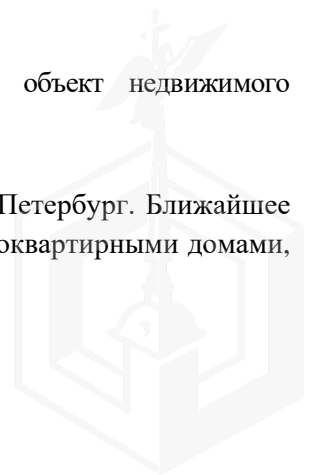 объект недвижимого
Петербург. Ближайшее
оквартирными домами,